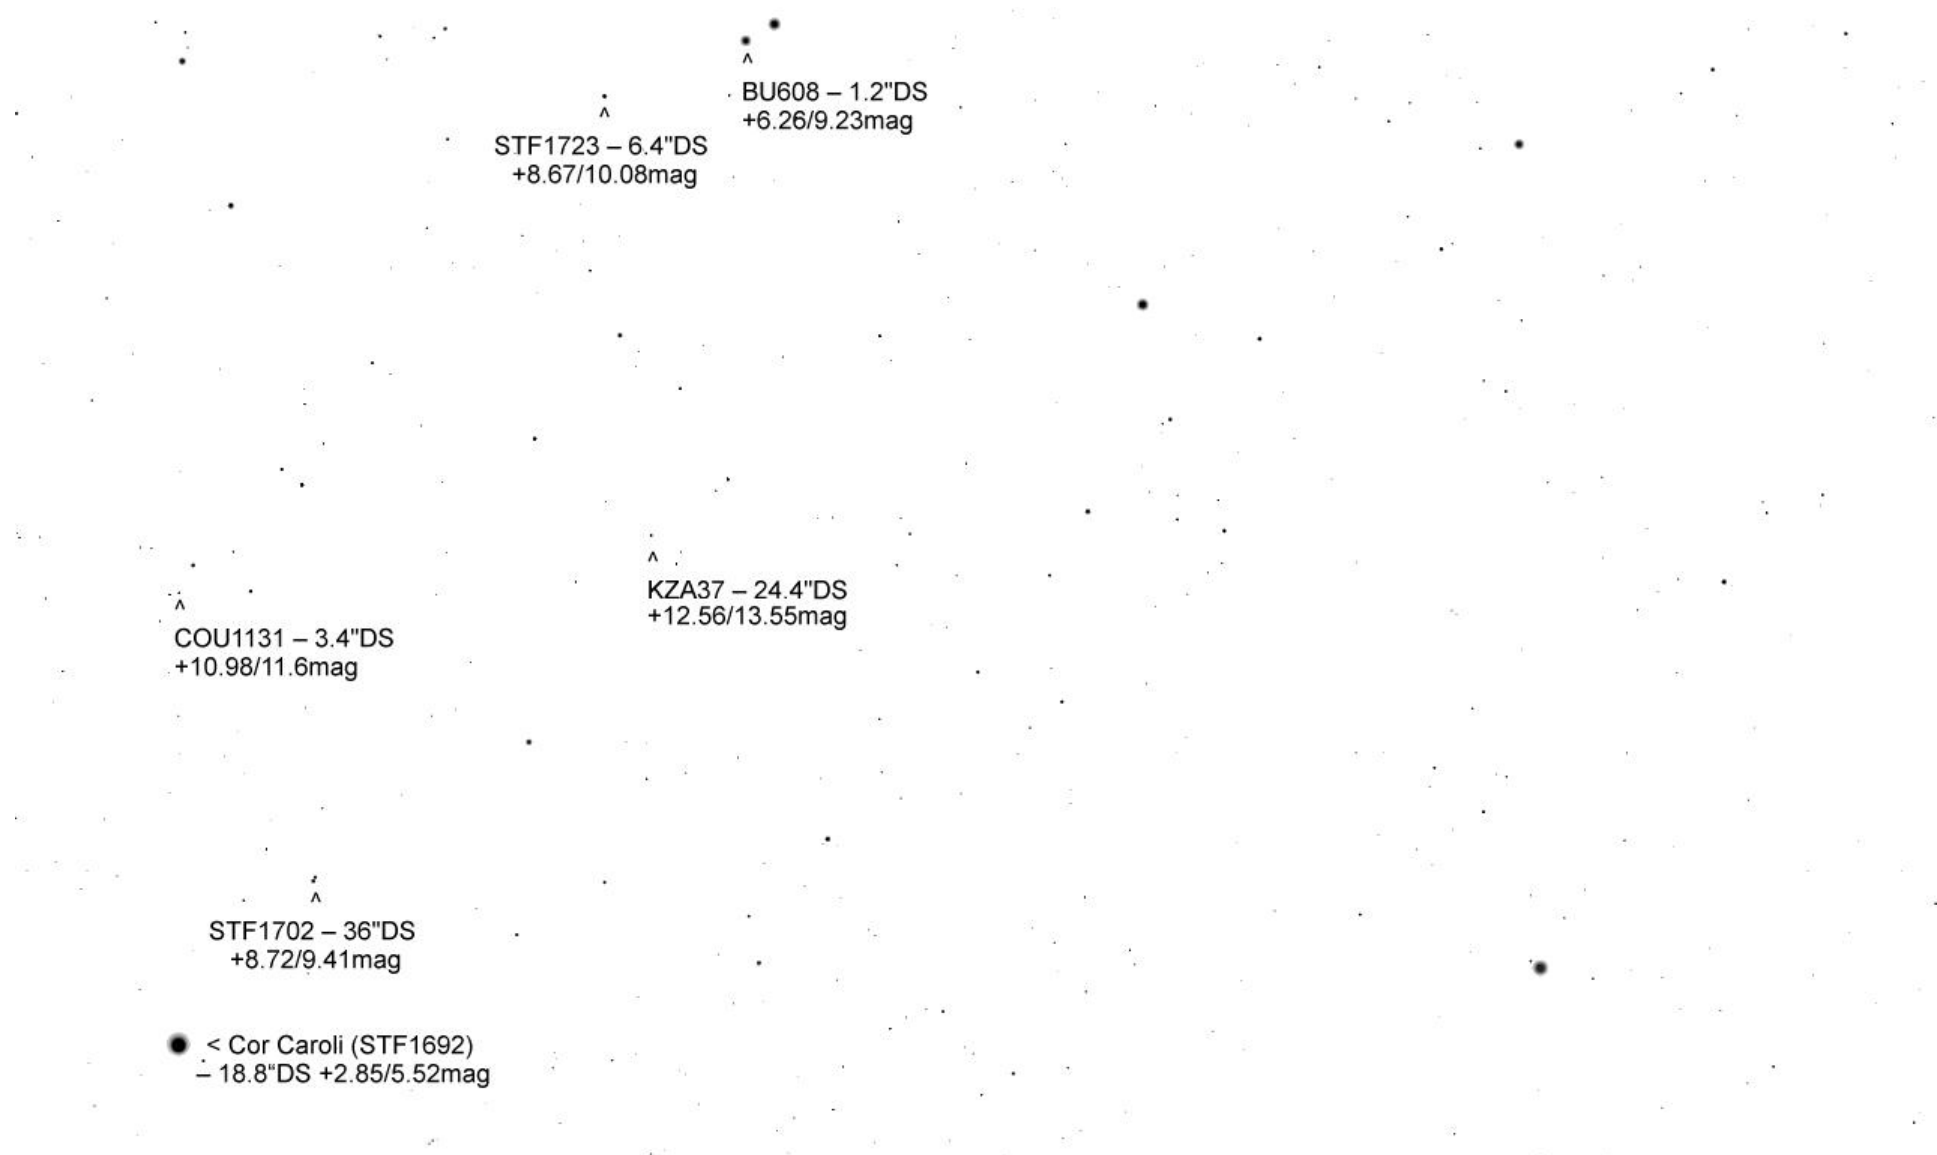 ^
BU608 – 1.2"DS
+6.26/9.23mag
^
STF1723 – 6.4"DS
+8.67/10.08mag
^
KZA37 – 24.4"DS
+12.56/13.55mag
^
COU1131 – 3.4"DS
+10.98/11.6mag
^
STF1702 – 36"DS
+8.72/9.41mag
< Cor Caroli (STF1692)
– 18.8“DS +2.85/5.52mag